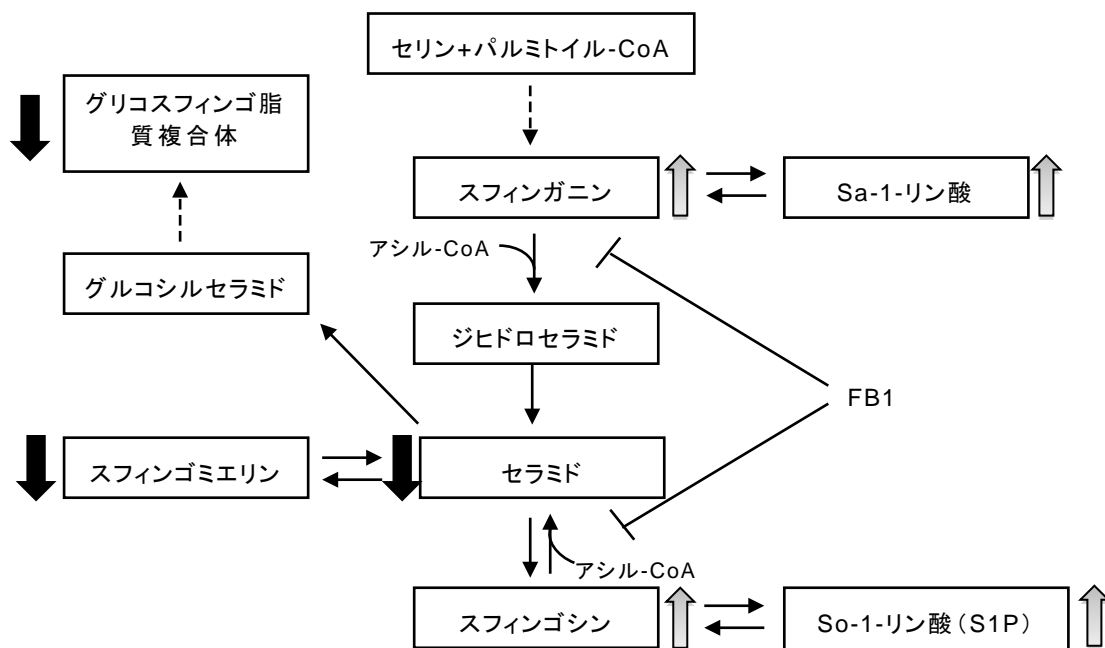 セリン+パルミトイル-CoA
グリコスフィンゴ脂
質複合体
スフィンガニン
Sa-1-リン酸
アシル-CoA
グルコシルセラミド
ジヒドロセラミド
FB1
スフィンゴミエリン
セラミド
アシル-CoA
スフィンゴシン
So-1-リン酸（S1P）